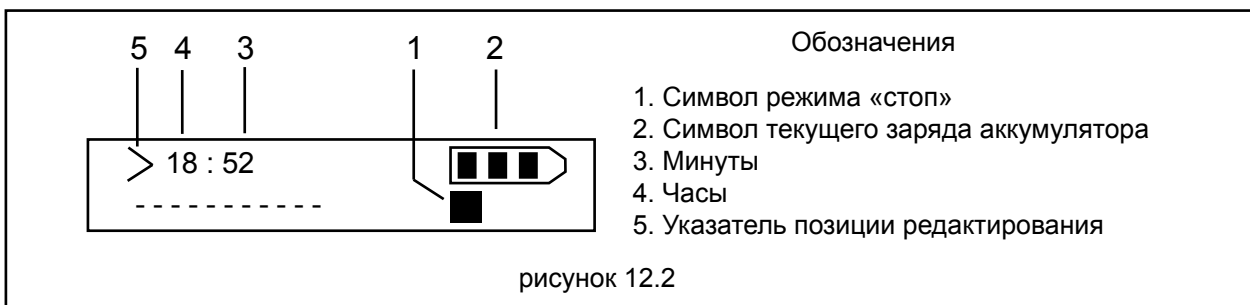 5 4 3 1 2
18 : 52
- - - - - - - - - - -
Обозначения
1. Символ режима «стоп»
2. Символ текущего заряда аккумулятора
3. Минуты
4. Часы
5. Указатель позиции редактирования
рисунок 12.2